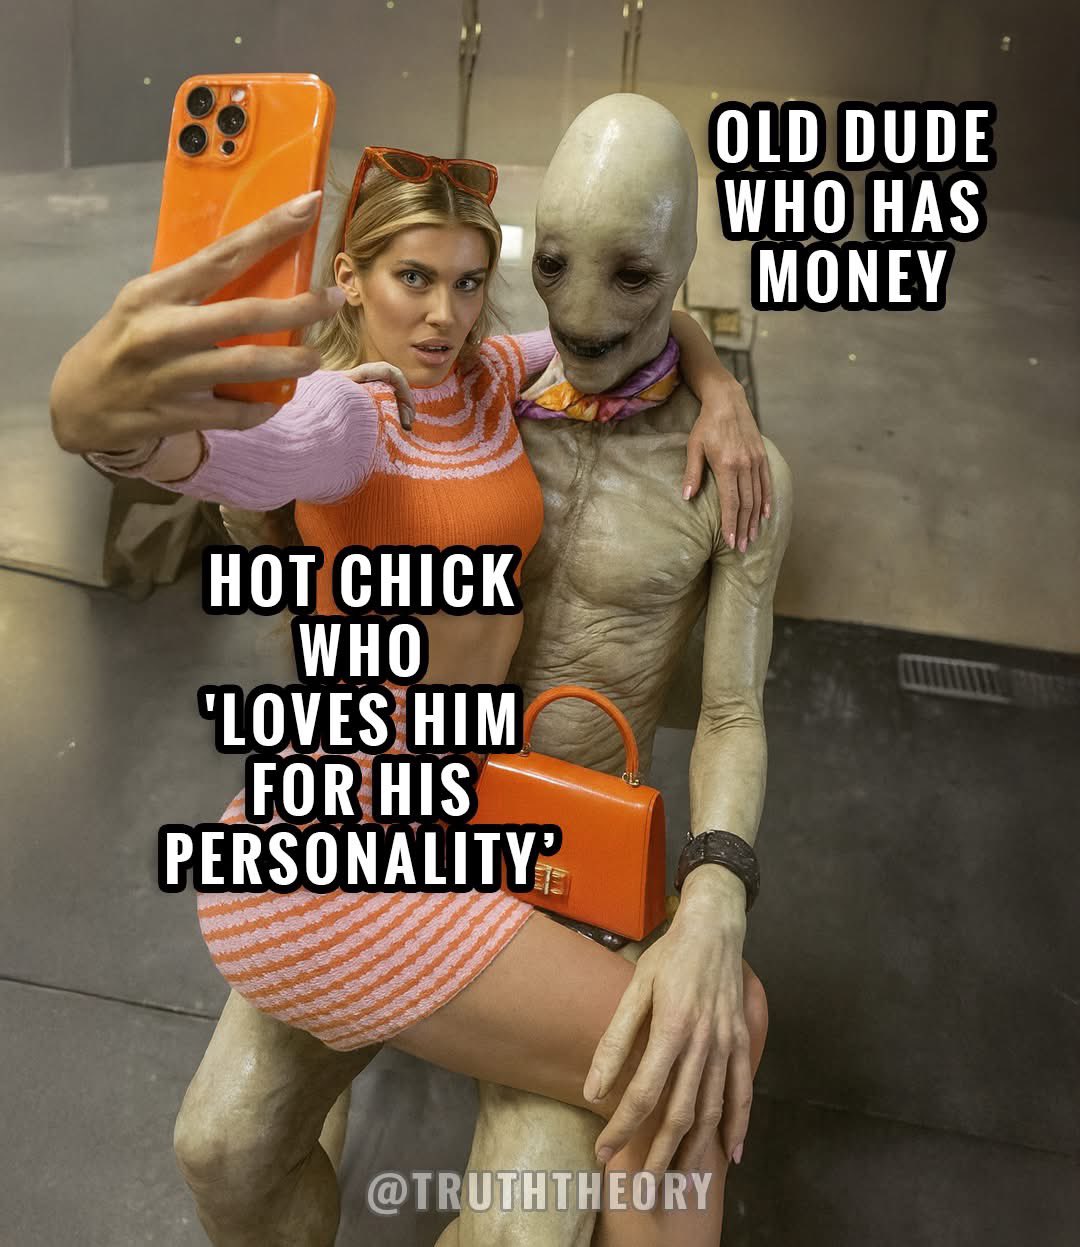 OLD DUDE
WHO HAS
MONEY
HOT CHICK
WHO
'LOVES HIM
FOR HIS
PERSONALITY’
@TRUTHTHEORY